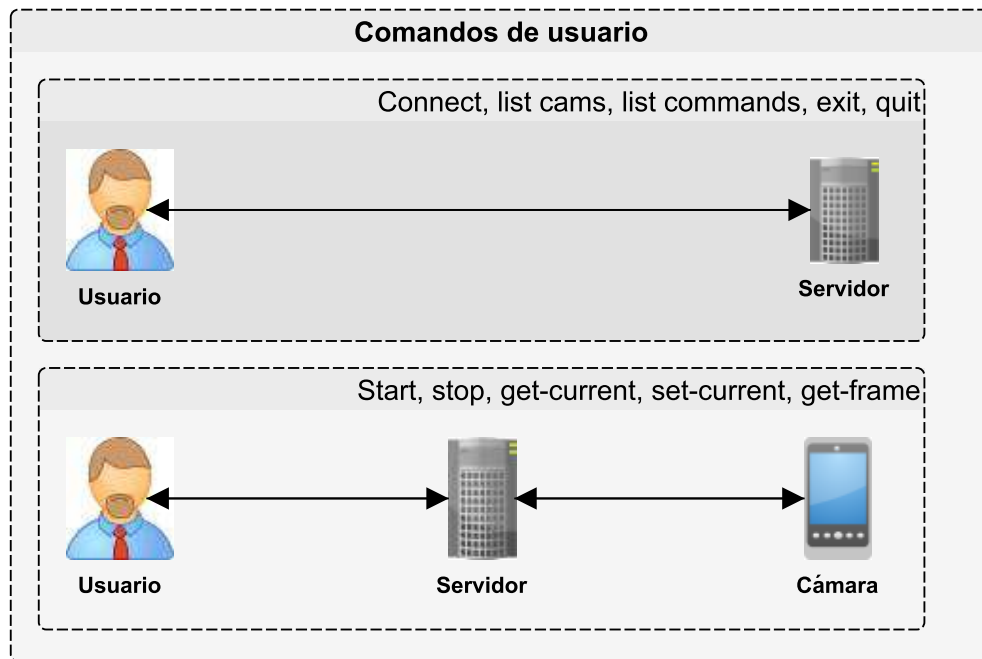 Comandos de usuario
Connect, list cams, list commands, exit, quit
Usuario
Servidor
Start, stop, get-current, set-current, get-frame
Usuario
Servidor
Cámara